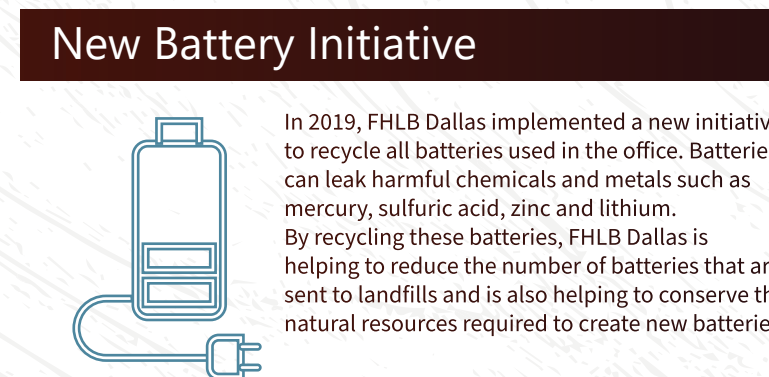 New Battery Initiative
In 2019, FHLB Dallas implemented a new initiativ
to recycle all batteries used in the office. Batterie
can leak harmful chemicals and metals such as
mercury, sulfuric acid, zinc and lithium.
By recycling these batteries, FHLB Dallas is
helping to reduce the number of batteries that ar
sent to landfills and is also helping to conserve th
natural resources required to create new batterie